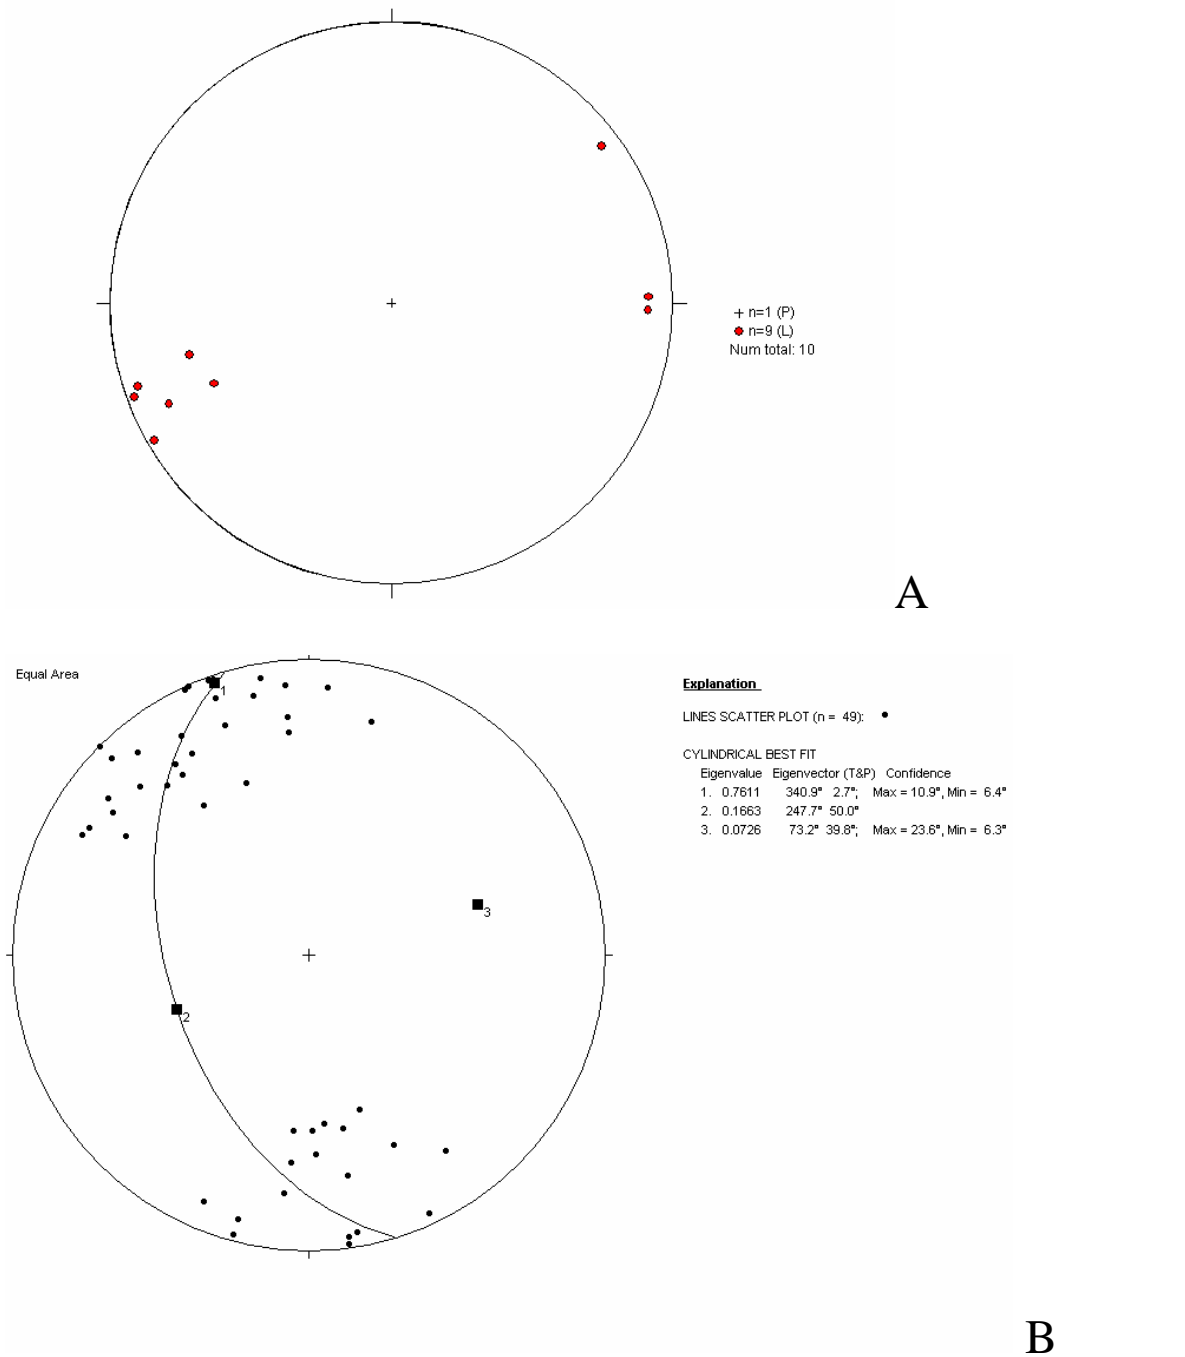 + n=1 (P)
n=9 (L)
Num total: 10
A
Equal Area
Explanation
LINES SCATTER PLOT (n = 49):
CYLINDRICAL BEST FIT
Eigenvalue Eigenvector (T&P) Confidence
1. 0.7611 340.9° 2.7°; Max = 10.9°, Min = 6.4°
2. 0.1663 247.7° 50.0°
3. 0.0726 73.2° 39.8°; Max = 23.6°, Min = 6.3°
1
3
2
B